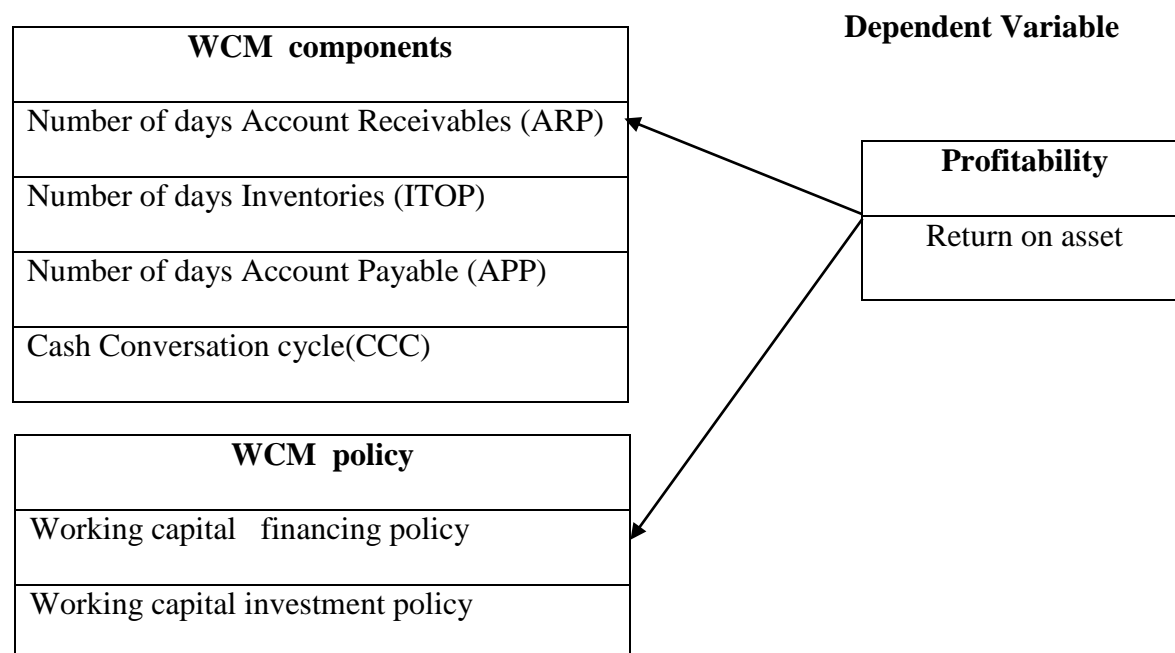 Dependent Variable
WCM components
Number of days Account Receivables (ARP)
Number of days Inventories (ITOP)
Number of days Account Payable (APP)
Cash Conversation cycle(CCC)
Profitability
Return on asset
WCM policy
Working capital financing policy
Working capital investment policy